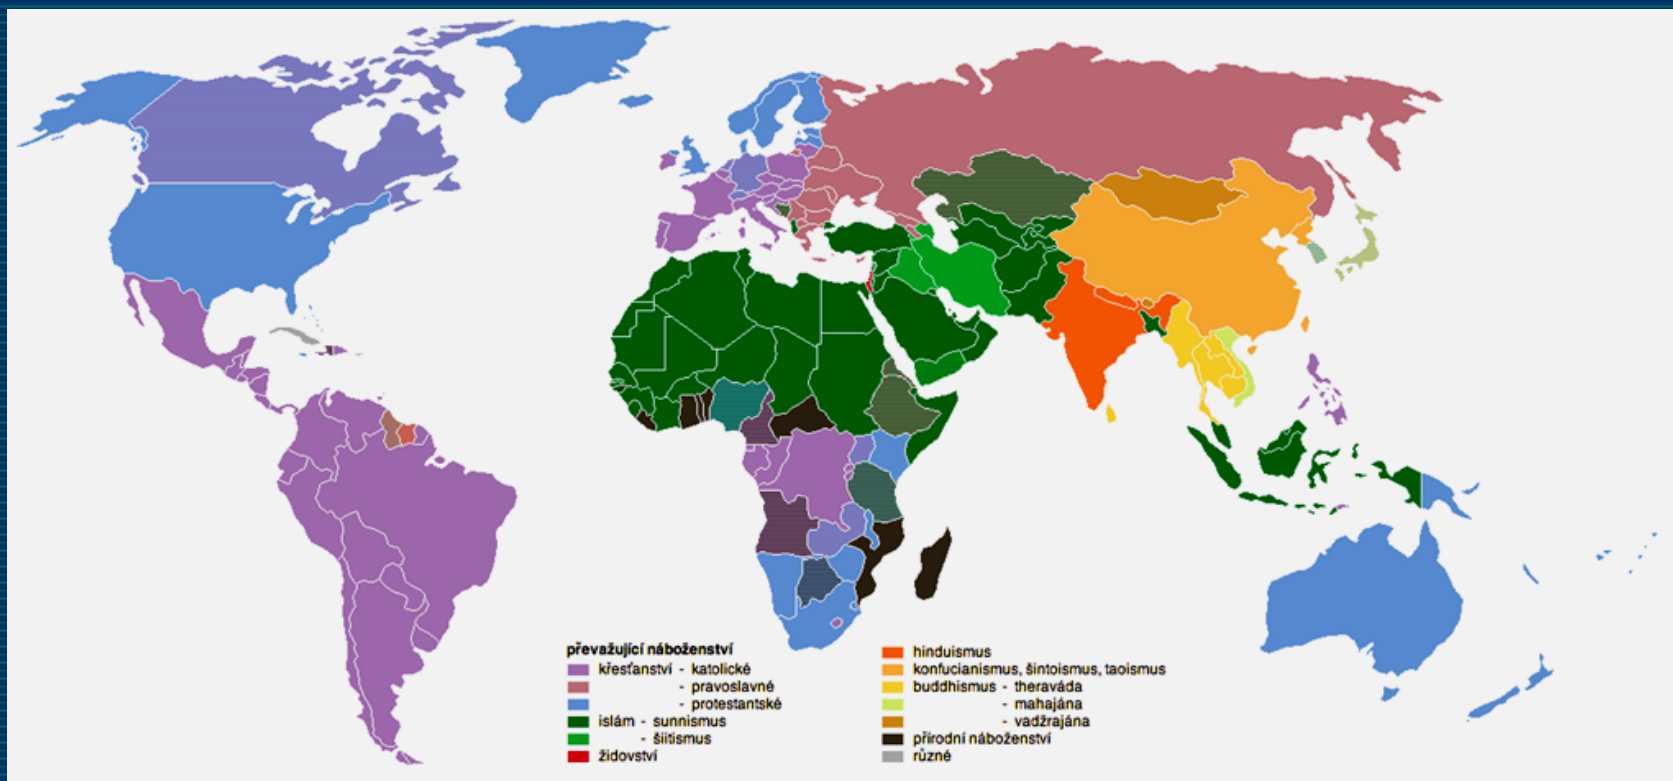 převažující náboženství
křesťanství - katolické
- pravoslavné
- protestantské
islám - sunnismus
- šíitismus
židovství
hinduismus
konfucianismus, šintoismus, taoismus
buddhismus - theraváda
- mahajána
- vadžrajána
přírodní náboženství
různé